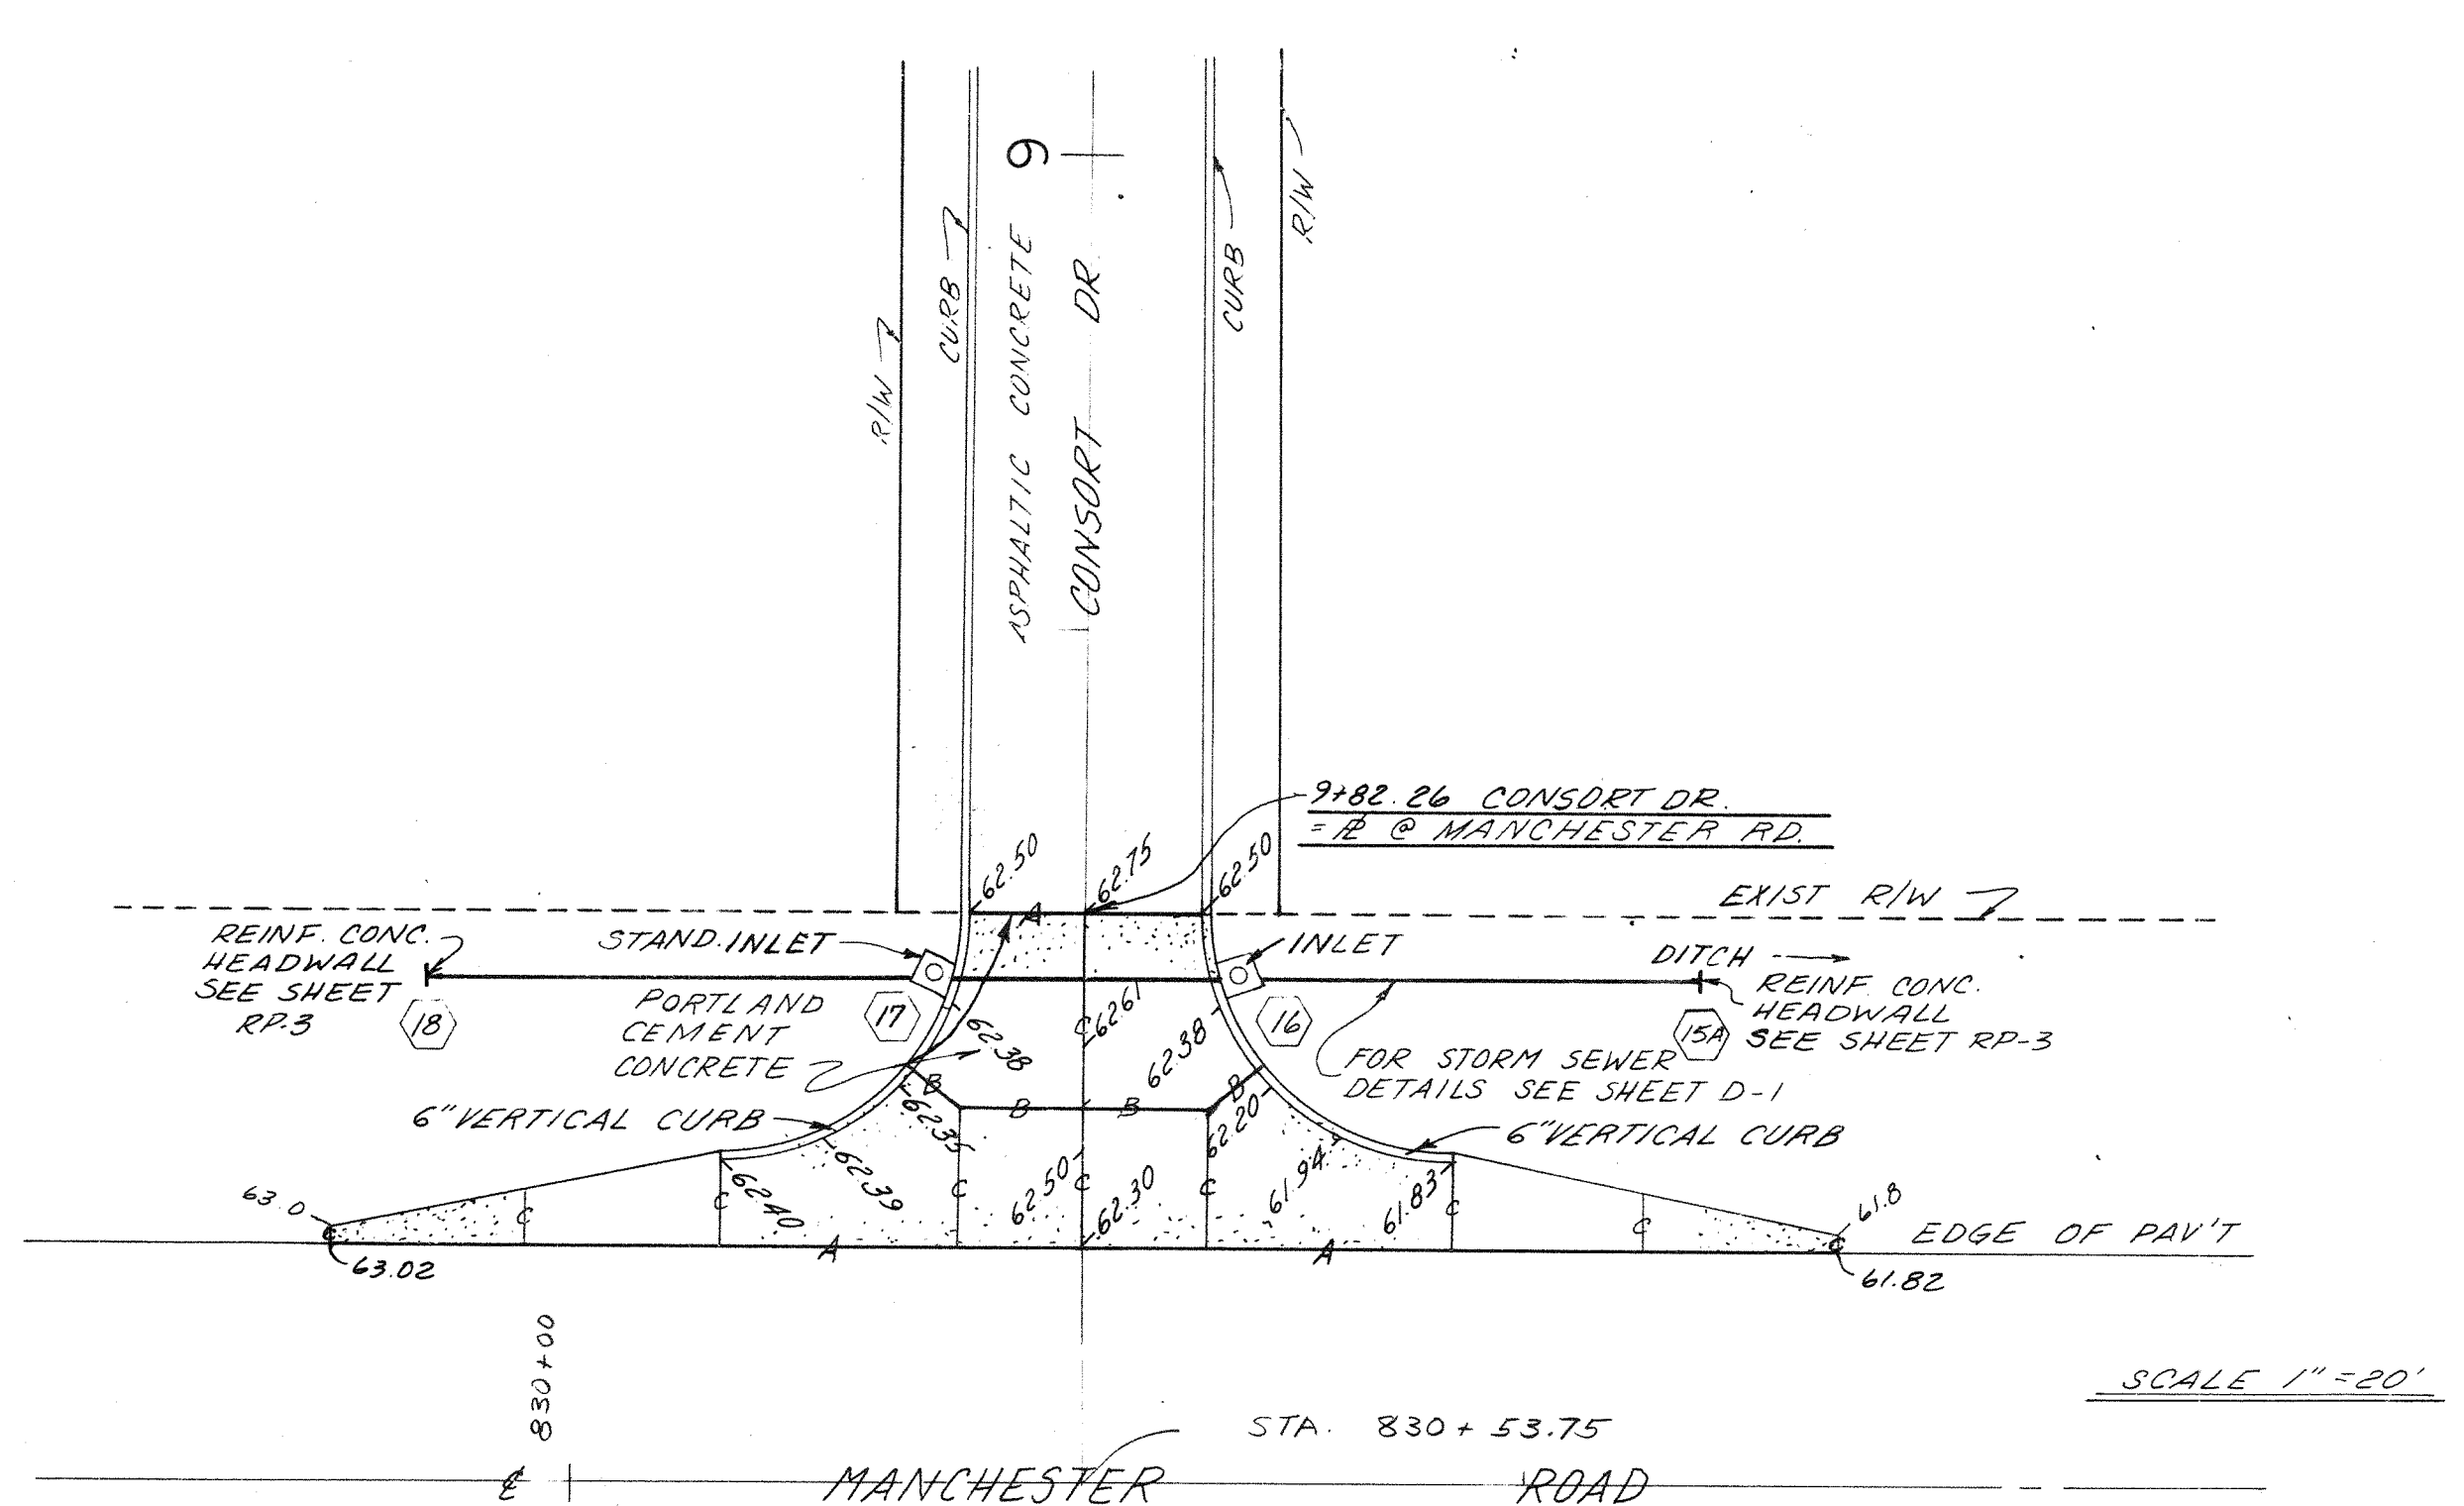 9
R/W
CURB
ASPHALTIC CONCRETE
CONSORT DR.
CURB
R/W
9+82.26 CONSORT DR.
= PL @ MANCHESTER RD.
62.50
62.75
62.50
A
EXIST R/W
REINF. CONC.
HEADWALL
SEE SHEET
RP-3
18
STAND. INLET
INLET
DITCH
REINF. CONC.
HEADWALL
SEE SHEET RP-3
15A
PORTLAND
CEMENT
CONCRETE
17
16
62.38
C
6261
62.38
FOR STORM SEWER
DETAILS SEE SHEET D-1
6" VERTICAL CURB
B
B
B
B
62.35
62.20
6" VERTICAL CURB
62.39
62.40
62.50
62.30
61.94
61.83
C
C
C
C
C
C
C
63.0
C
63.02
A
A
61.8
C
61.82
EDGE OF PAV'T
830+00
SCALE 1"=20'
STA. 830+53.75
℄ MANCHESTER ROAD